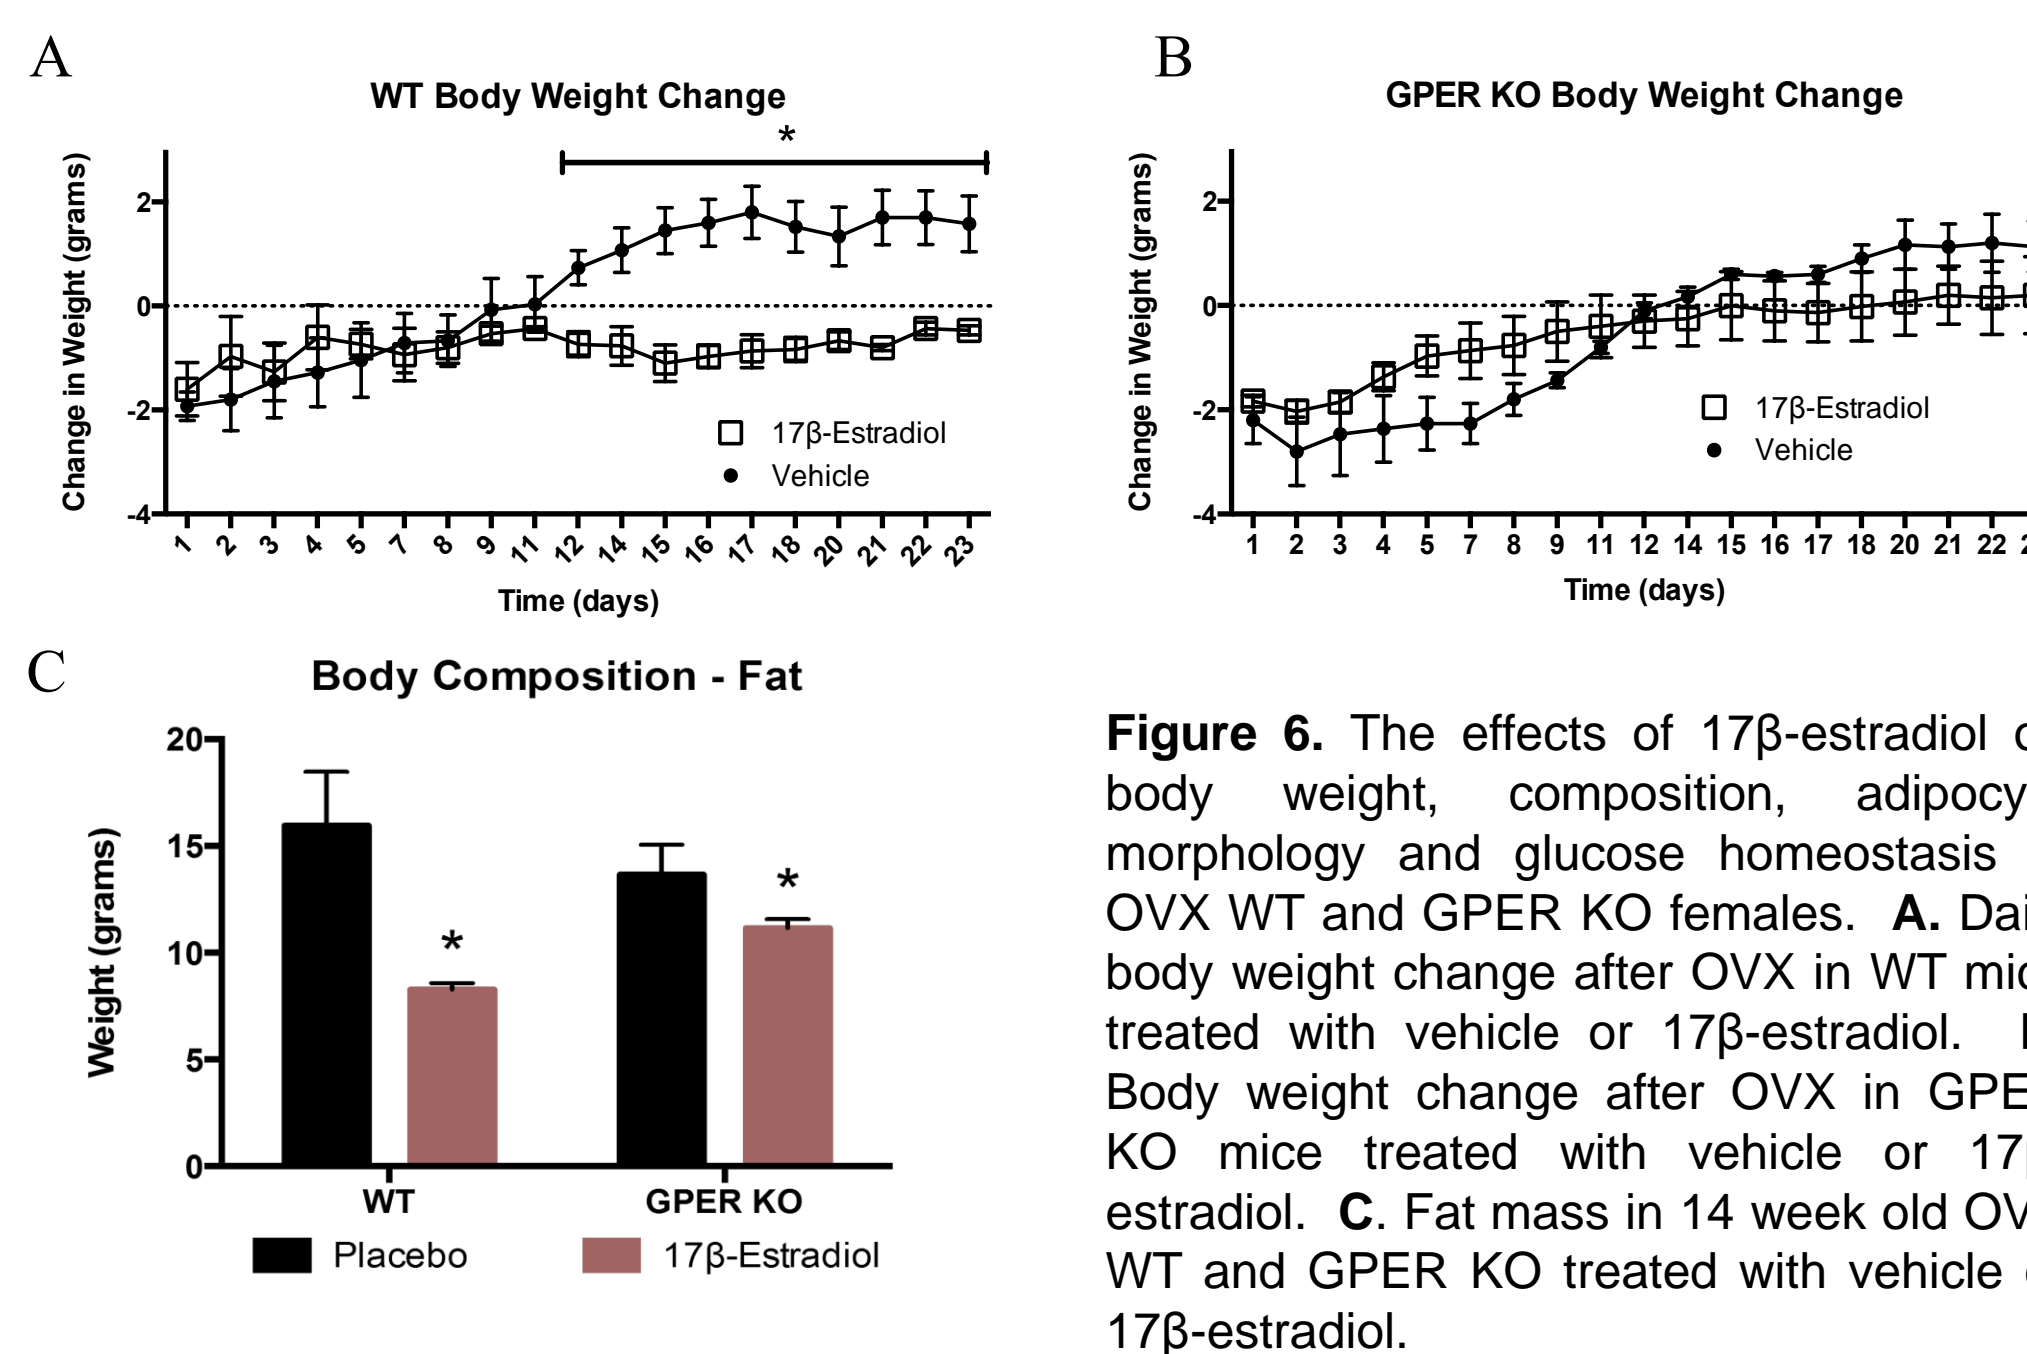 A
WT Body Weight Change
*
Change in Weight (grams)
2
0
-2
-4
17β-Estradiol
Vehicle
1 2 3 4 5 7 8 9 11 12 14 15 16 17 18 20 21 22 23
Time (days)
B
GPER KO Body Weight Change
Change in Weight (grams)
2
0
-2
-4
17β-Estradiol
Vehicle
1 2 3 4 5 7 8 9 11 12 14 15 16 17 18 20 21 22
Time (days)
C
Body Composition - Fat
Weight (grams)
20
15
10
5
0
*
*
WT GPER KO
Placebo 17β-Estradiol
Figure 6. The effects of 17β-estradiol
body weight, composition,
morphology and glucose homeostasis
OVX WT and GPER KO females. A.
body weight change after OVX in WT
treated with vehicle or 17β-estradiol.
Body weight change after OVX in
KO mice treated with vehicle or
estradiol. C. Fat mass in 14 week old
WT and GPER KO treated with vehicle
17β-estradiol.